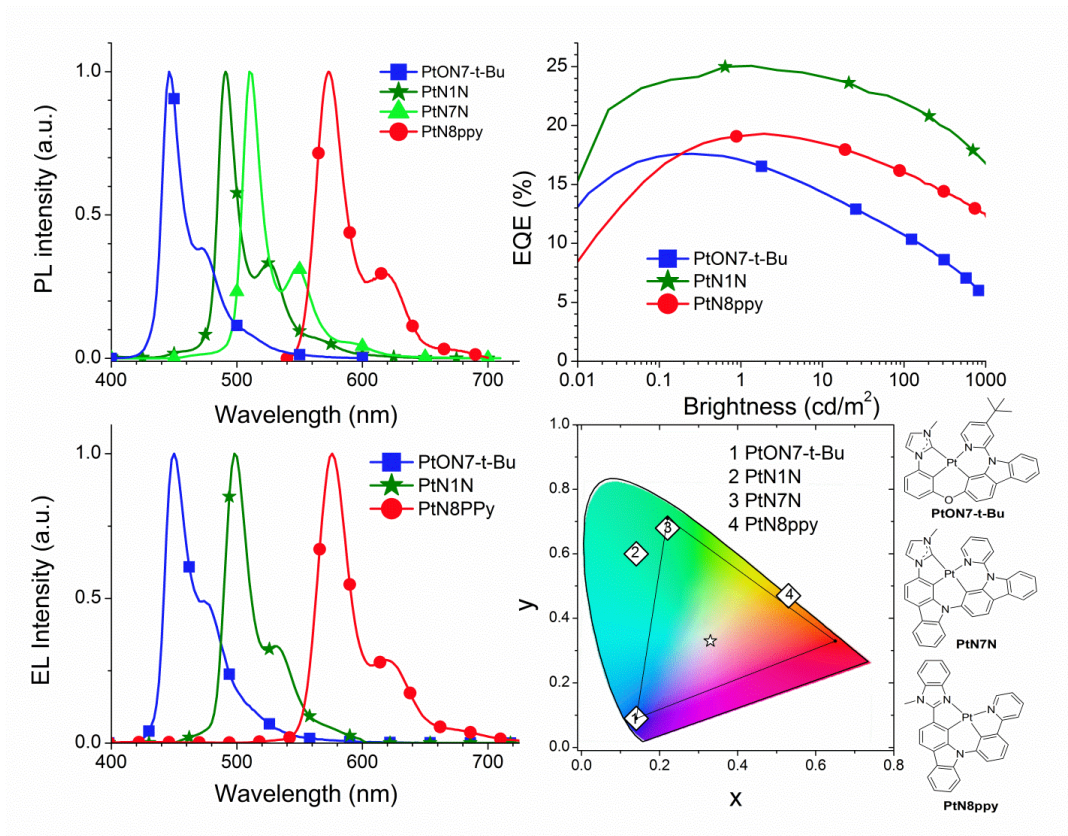 1.0
0.5
0.0
PL intensity (a.u.)
400
500
600
700
Wavelength (nm)
PtON7-t-Bu
PtN1N
PtN7N
PtN8ppy
25
20
15
10
5
0
EQE (%)
0.01
0.1
1
10
100
1000
Brightness (cd/m²)
PtON7-t-Bu
PtN1N
PtN8ppy
1.0
0.5
0.0
EL Intensity (a.u.)
400
500
600
700
Wavelength (nm)
PtON7-t-Bu
PtN1N
PtN8PPy
1.0
0.8
0.6
0.4
0.2
0.0
y
0.0
0.2
0.4
0.6
0.8
x
1 PtON7-t-Bu
2 PtN1N
3 PtN7N
4 PtN8ppy
3
2
4
1
N
N
N
Pt
N
O
PtON7-t-Bu
N
N
N
Pt
N
N
PtN7N
N
N
Pt
N
N
PtN8ppy